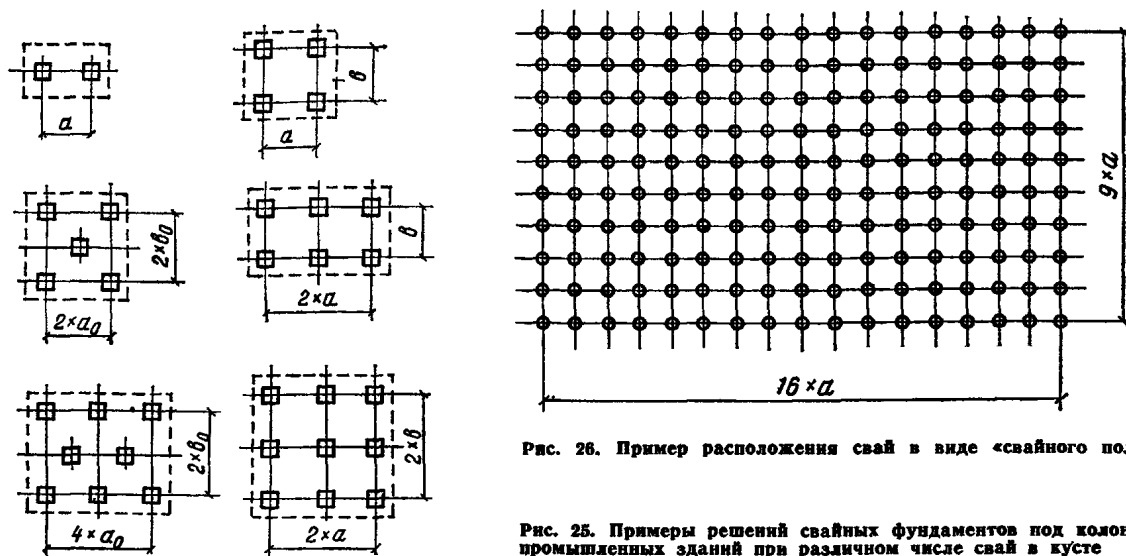 a
a
в
2×a₀
2×в₀
2×a
в
4×a₀
2×в₀
2×a
2×в
16×a
9×a
Рис. 26. Пример расположения свай в виде «свайного пол
Рис. 25. Примеры решений свайных фундаментов под колон
промышленных зданий при различном числе свай в кусте